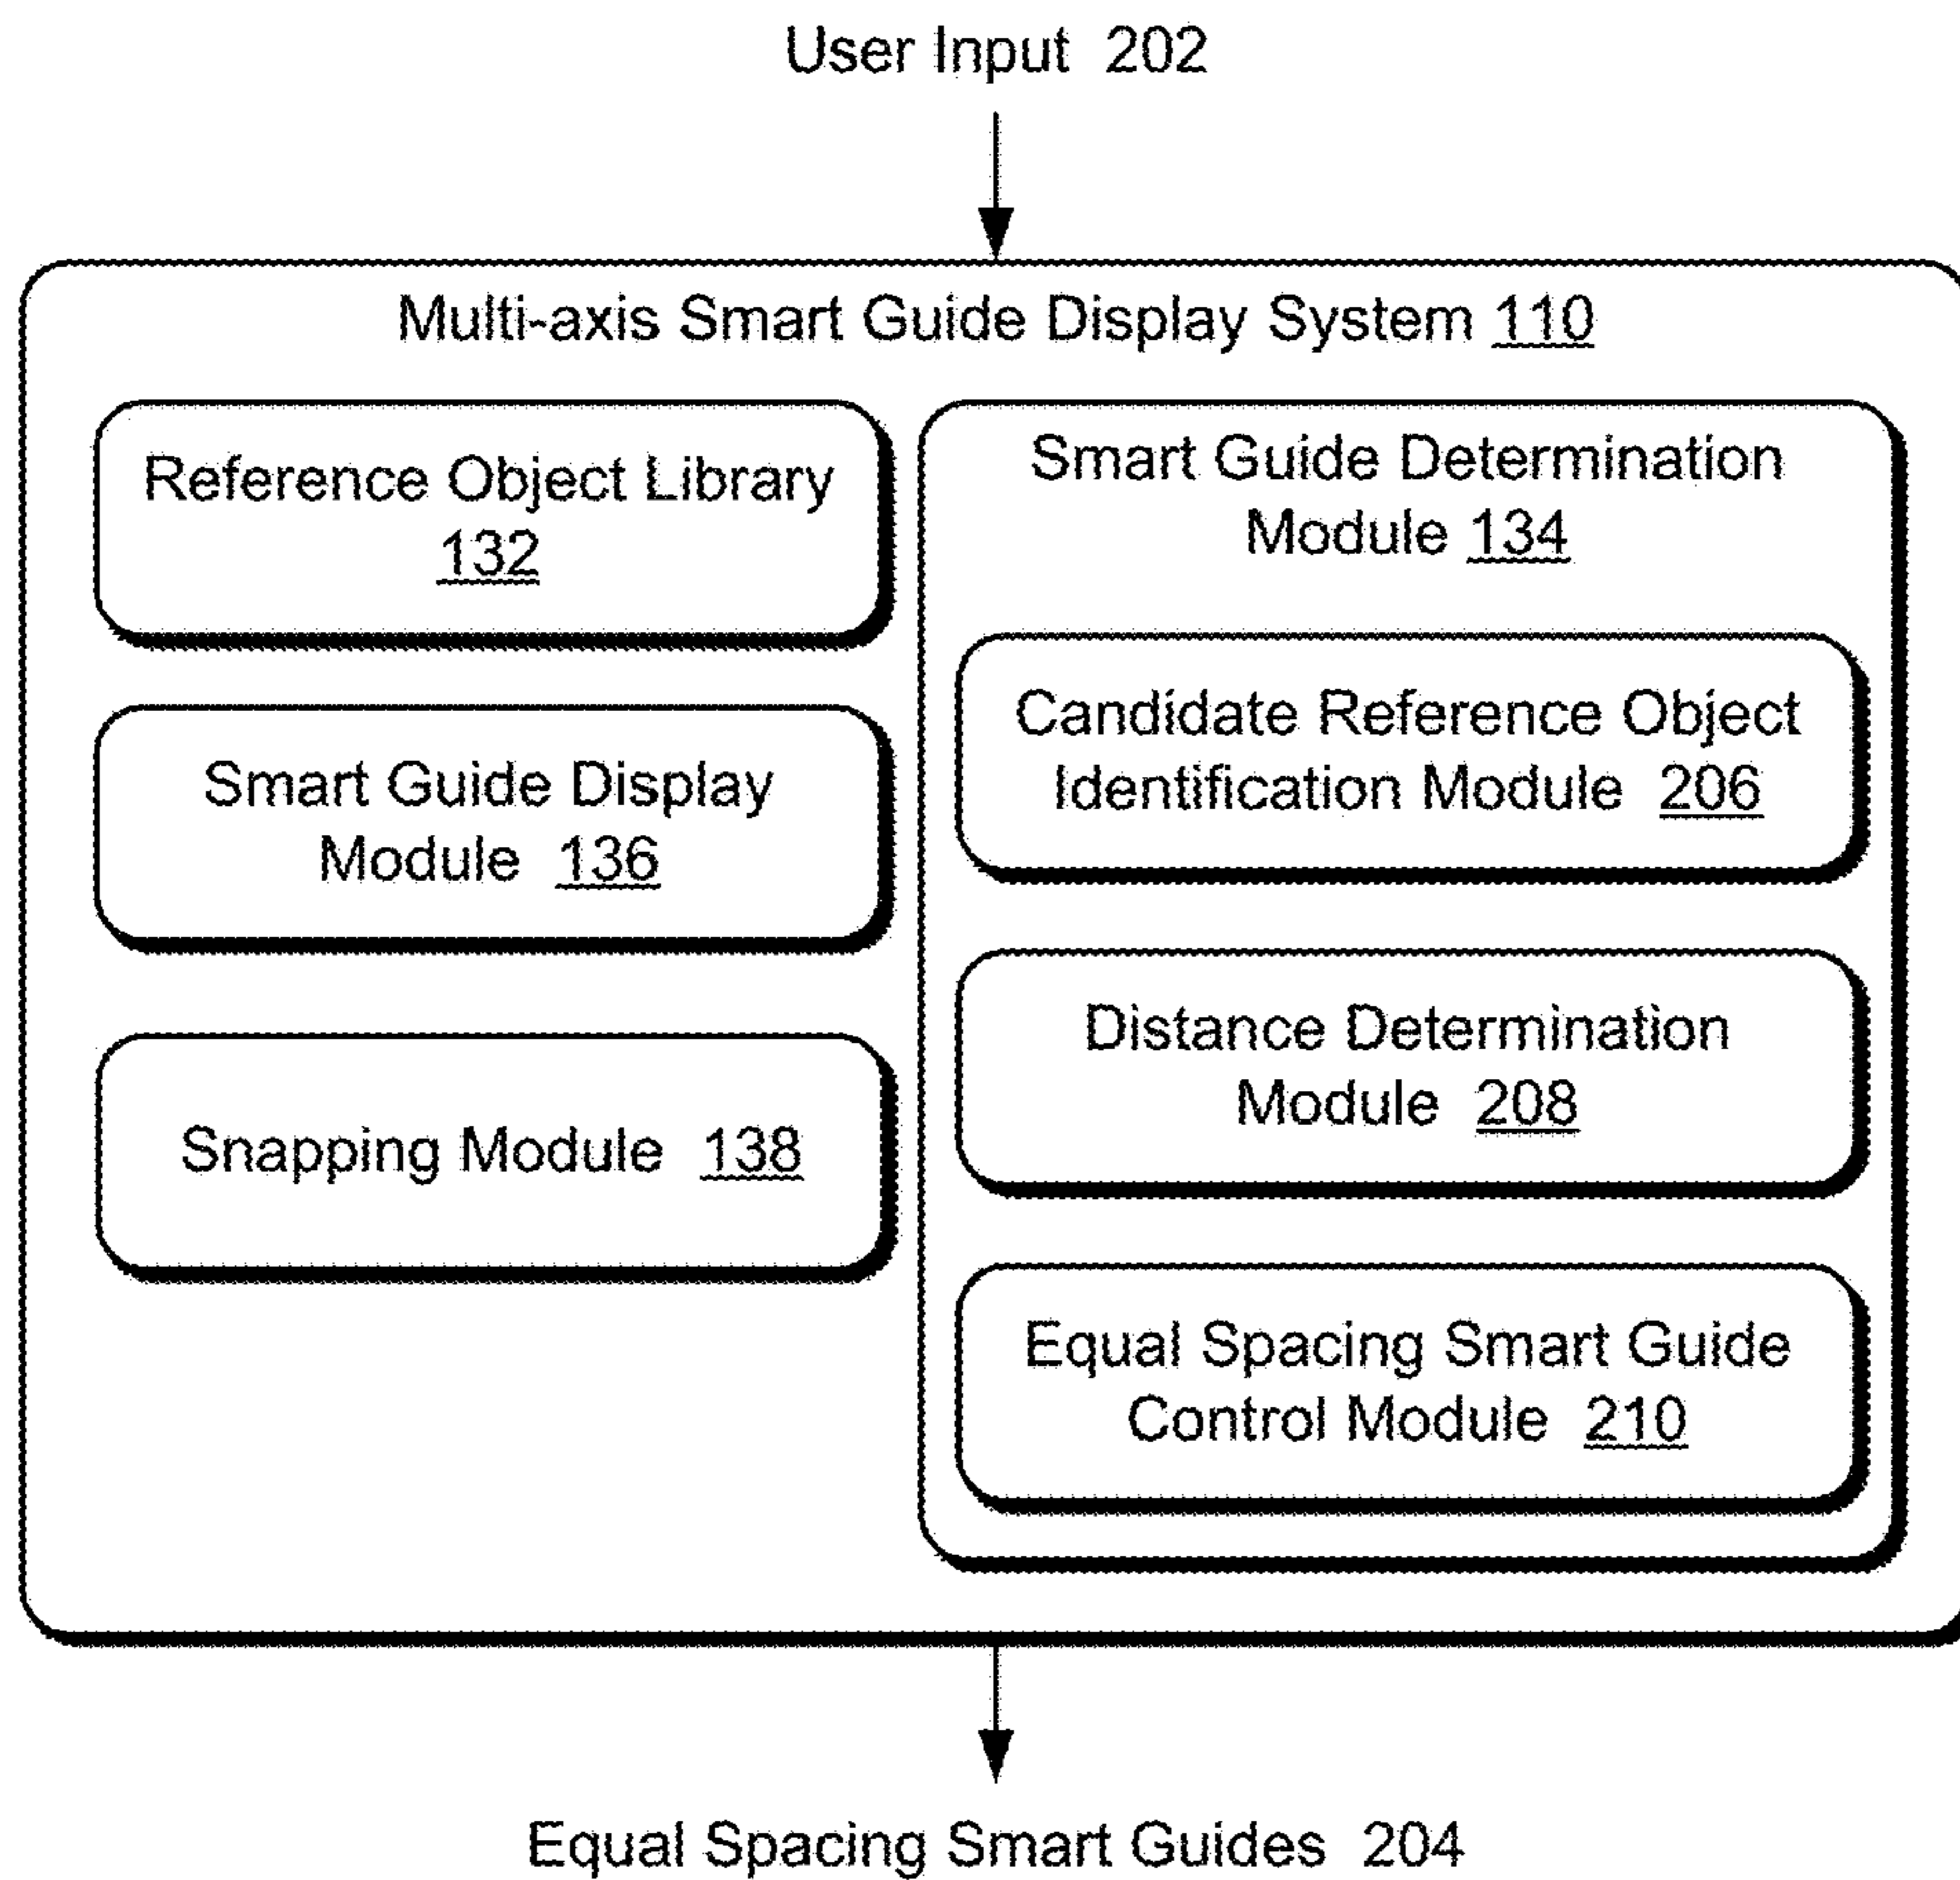 User Input 202
Multi-axis Smart Guide Display System 110
Reference Object Library
132
Smart Guide Display
Module 136
Snapping Module 138
Smart Guide Determination
Module 134
Candidate Reference Object
Identification Module 206
Distance Determination
Module 208
Equal Spacing Smart Guide
Control Module 210
Equal Spacing Smart Guides 204